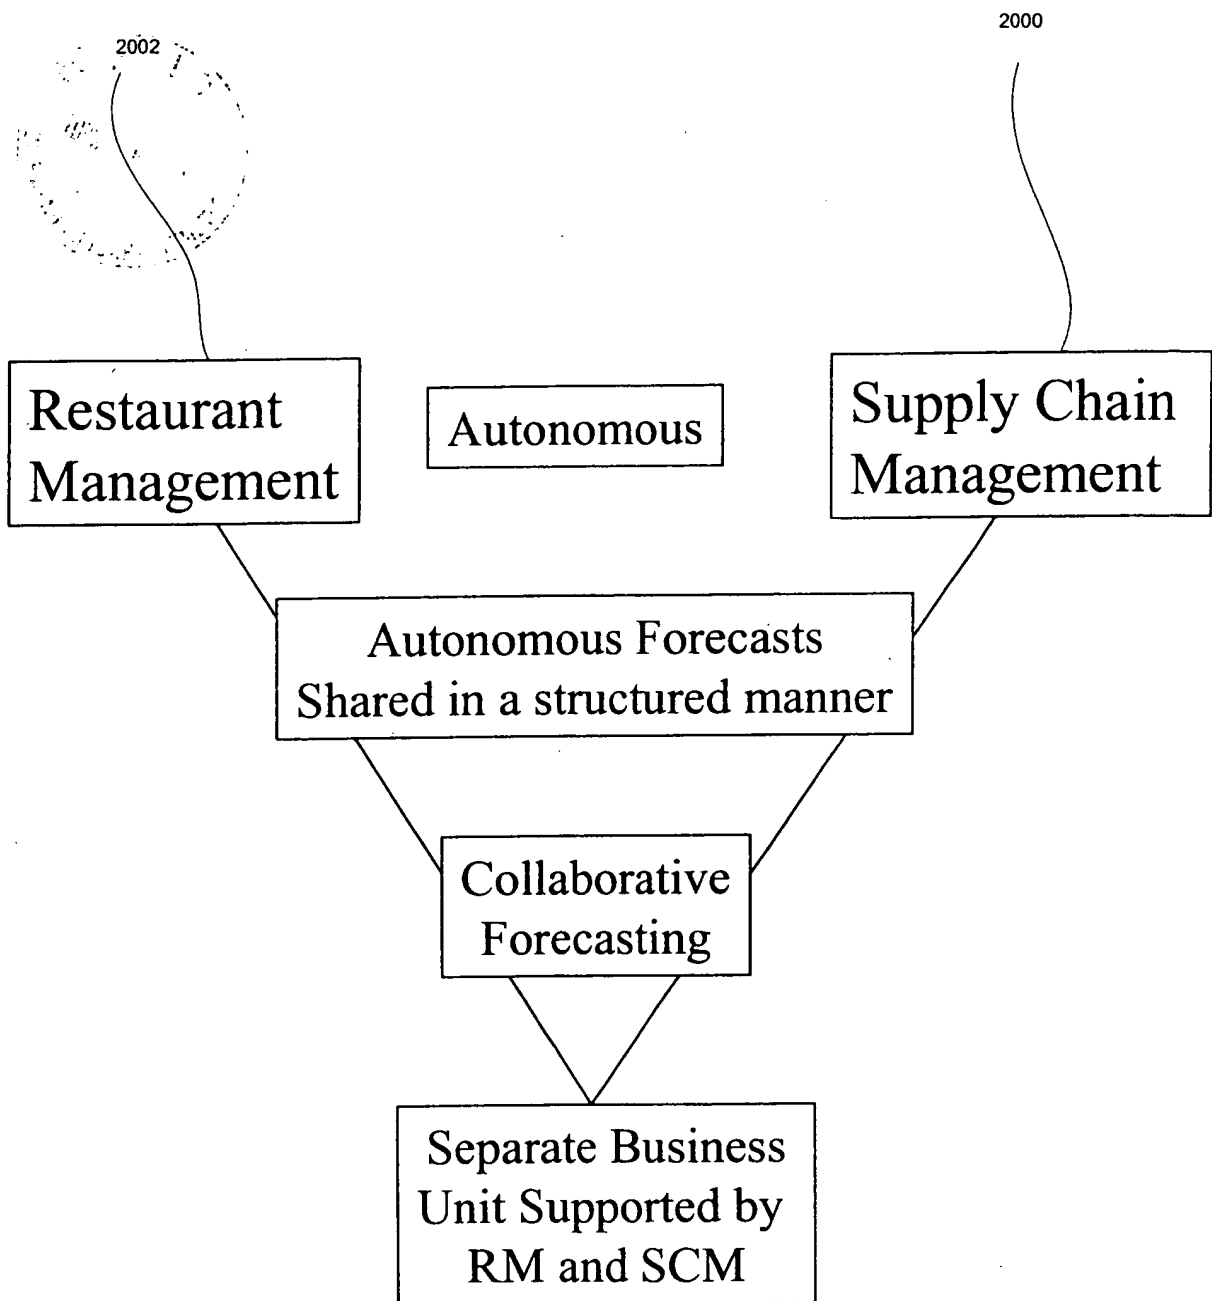 2002
2000
Restaurant
Management
Autonomous
Supply Chain
Management
Autonomous Forecasts
Shared in a structured manner
Collaborative
Forecasting
Separate Business
Unit Supported by
RM and SCM